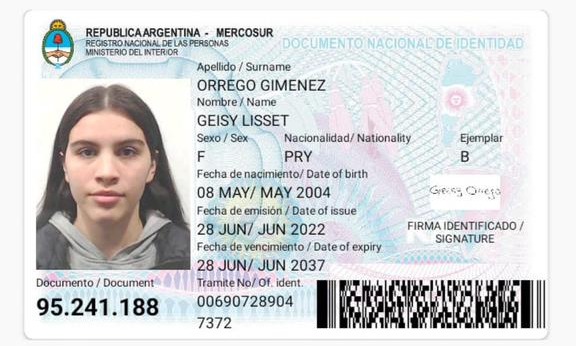 REPUBLICA ARGENTINA - MERCOSUR
REGISTRO NACIONAL DE LAS PERSONAS
MINISTERIO DEL INTERIOR
DOCUMENTO NACIONAL DE IDENTIDAD
Apellido / Surname
ORREGO GIMENEZ
Nombre / Name
GEISY LISSET
Sexo / Sex Nacionalidad/ Nationality Ejemplar
F PRY B
Fecha de nacimiento/ Date of birth
08 MAY/ MAY 2004
Fecha de emisión / Date of issue
28 JUN/ JUN 2022
Fecha de vencimiento / Date of expiry
28 JUN/ JUN 2037
Geisy Orrego
FIRMA IDENTIFICADO /
SIGNATURE
Documento / Document
95.241.188
Tramite No/ Of. ident.
00690728904
7372